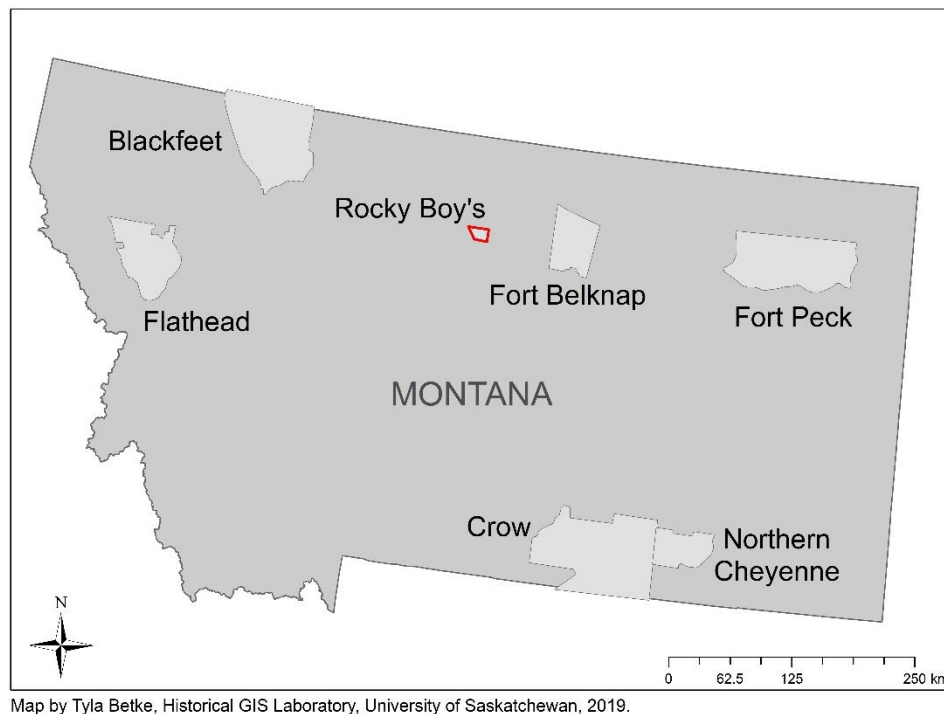 Blackfeet
Rocky Boy's
Flathead
Fort Belknap
Fort Peck
MONTANA
Crow
Northern
Cheyenne
N
0 62.5 125 250 km
Map by Tyla Betke, Historical GIS Laboratory, University of Saskatchewan, 2019.